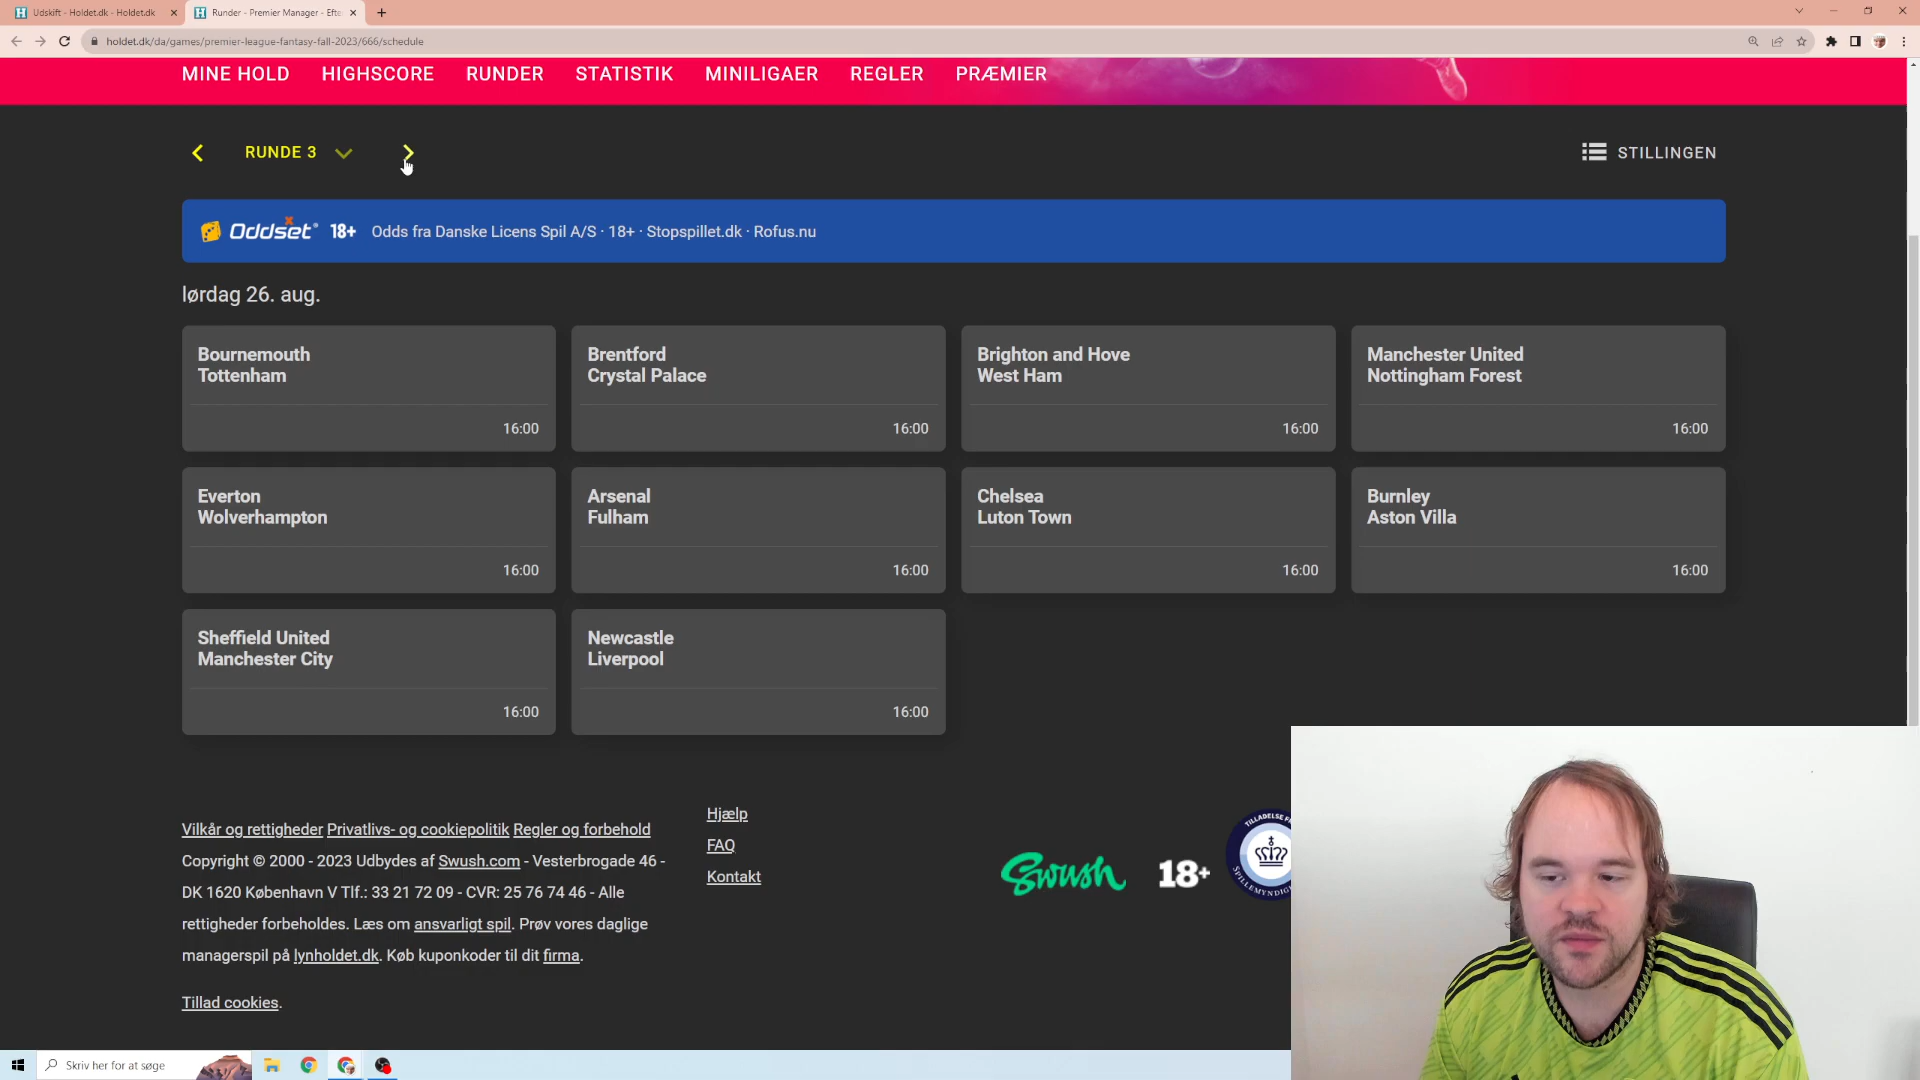 Udskift - Holdet.dk - Holdet.dk
Runder - Premier Manager - Efte
holdet.dk/da/games/premier-league-fantasy-fall-2023/666/schedule
MINE HOLD HIGHSCORE RUNDER STATISTIK MINILIGAER REGLER PRÆMIER
RUNDE 3
STILLINGEN
Oddset 18+ Odds fra Danske Licens Spil A/S · 18+ · Stopspillet.dk · Rofus.nu
lørdag 26. aug.
Bournemouth
Tottenham
16:00
Brentford
Crystal Palace
16:00
Brighton and Hove
West Ham
16:00
Manchester United
Nottingham Forest
16:00
Everton
Wolverhampton
16:00
Arsenal
Fulham
16:00
Chelsea
Luton Town
16:00
Burnley
Aston Villa
16:00
Sheffield United
Manchester City
16:00
Newcastle
Liverpool
16:00
Vilkår og rettigheder Privatlivs- og cookiepolitik Regler og forbehold
Copyright © 2000 - 2023 Udbydes af Swush.com - Vesterbrogade 46 -
DK 1620 København V Tlf.: 33 21 72 09 - CVR: 25 76 74 46 - Alle
rettigheder forbeholdes. Læs om ansvarligt spil. Prøv vores daglige
managerspil på lynholdet.dk. Køb kuponkoder til dit firma.
Tillad cookies.
Hjælp
FAQ
Kontakt
Swush
18+
Skriv her for at søge